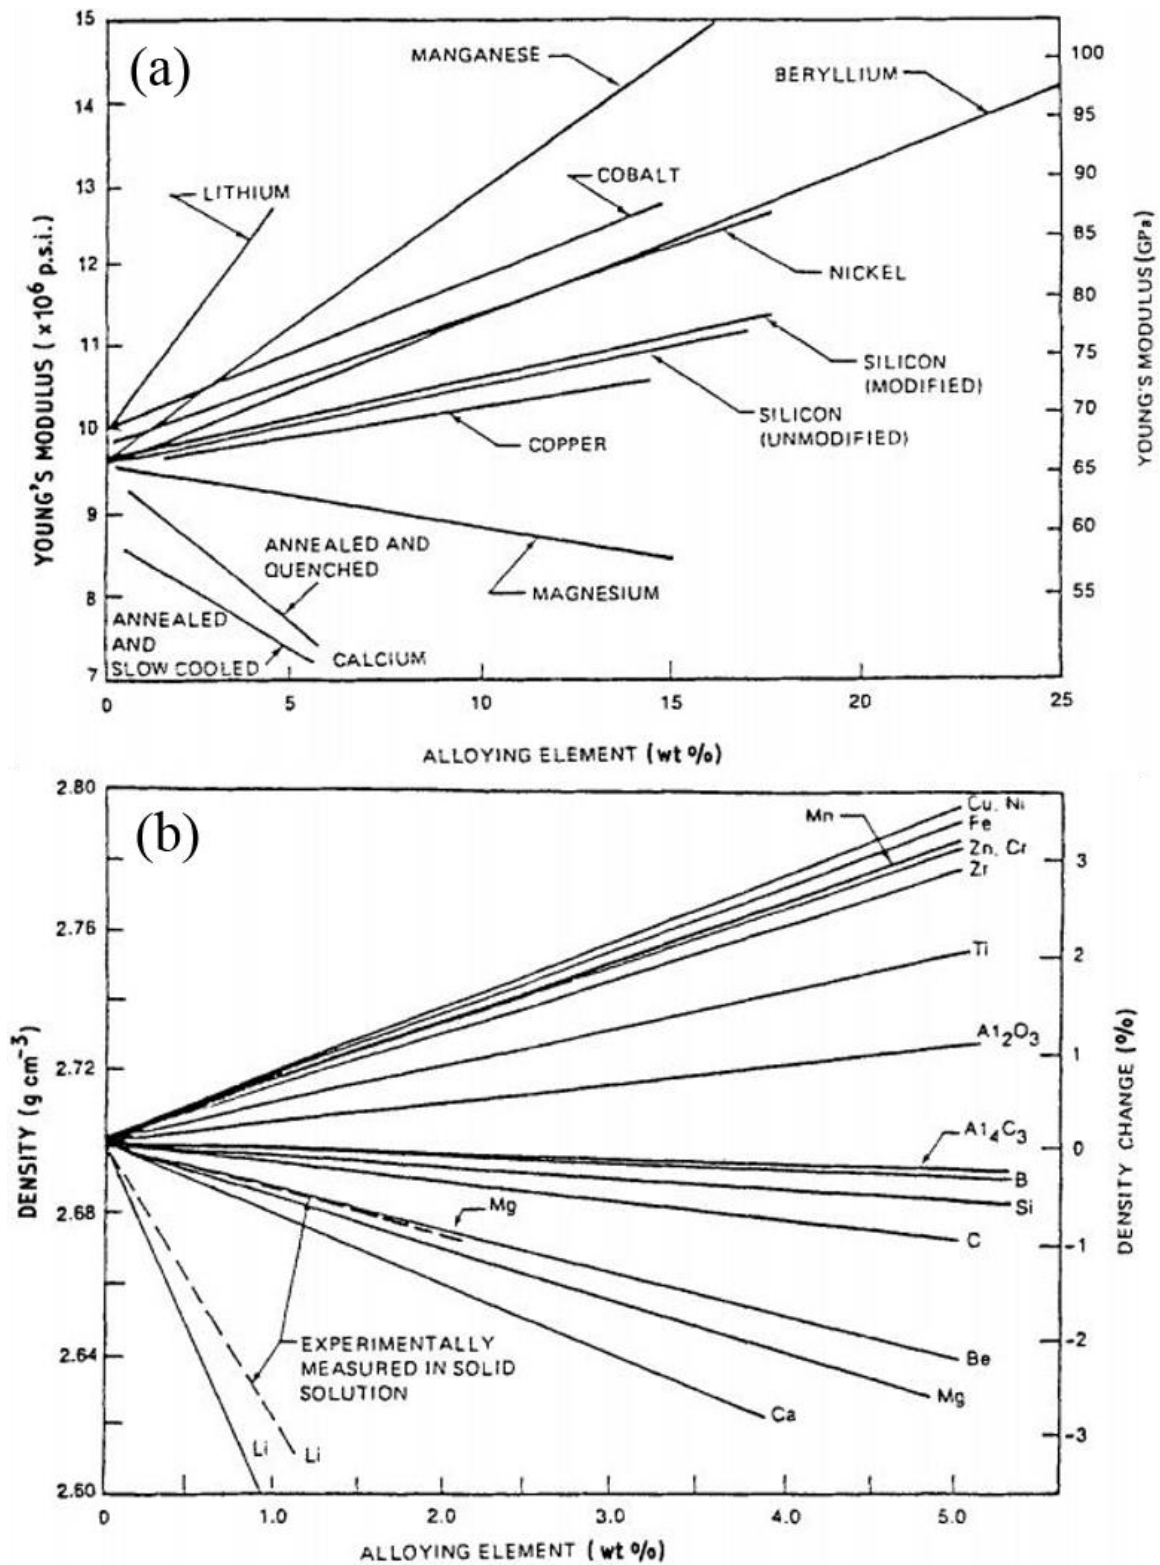 (a)
15
14
13
12
11
10
9
8
7
YOUNG'S MODULUS (x10⁶ p.s.i.)
MANGANESE
BERYLLIUM
LITHIUM
COBALT
NICKEL
SILICON
(MODIFIED)
SILICON
(UNMODIFIED)
COPPER
ANNEALED AND
QUENCHED
MAGNESIUM
ANNEALED
AND
SLOW COOLED
CALCIUM
100
95
90
85
80
75
70
65
60
55
YOUNG'S MODULUS (GPa)
0 5 10 15 20 25
ALLOYING ELEMENT (wt %)
(b)
2.80
2.76
2.72
2.68
2.64
2.60
DENSITY (g cm⁻³)
Mn
Cu, Ni
Fe
Zn, Cr
Zr
Ti
A1₂O₃
A1₄C₃
B
Si
C
Mg
EXPERIMENTALLY
MEASURED IN SOLID
SOLUTION
Be
Mg
Ca
Li
Li
3
2
1
0
-1
-2
-3
DENSITY CHANGE (%)
0 1.0 2.0 3.0 4.0 5.0
ALLOYING ELEMENT (wt %)